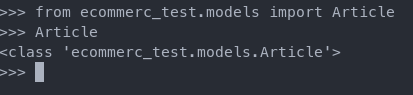 >>> from ecommerc_test.models import Article
>>> Article
<class 'ecommerc_test.models.Article'>
>>>